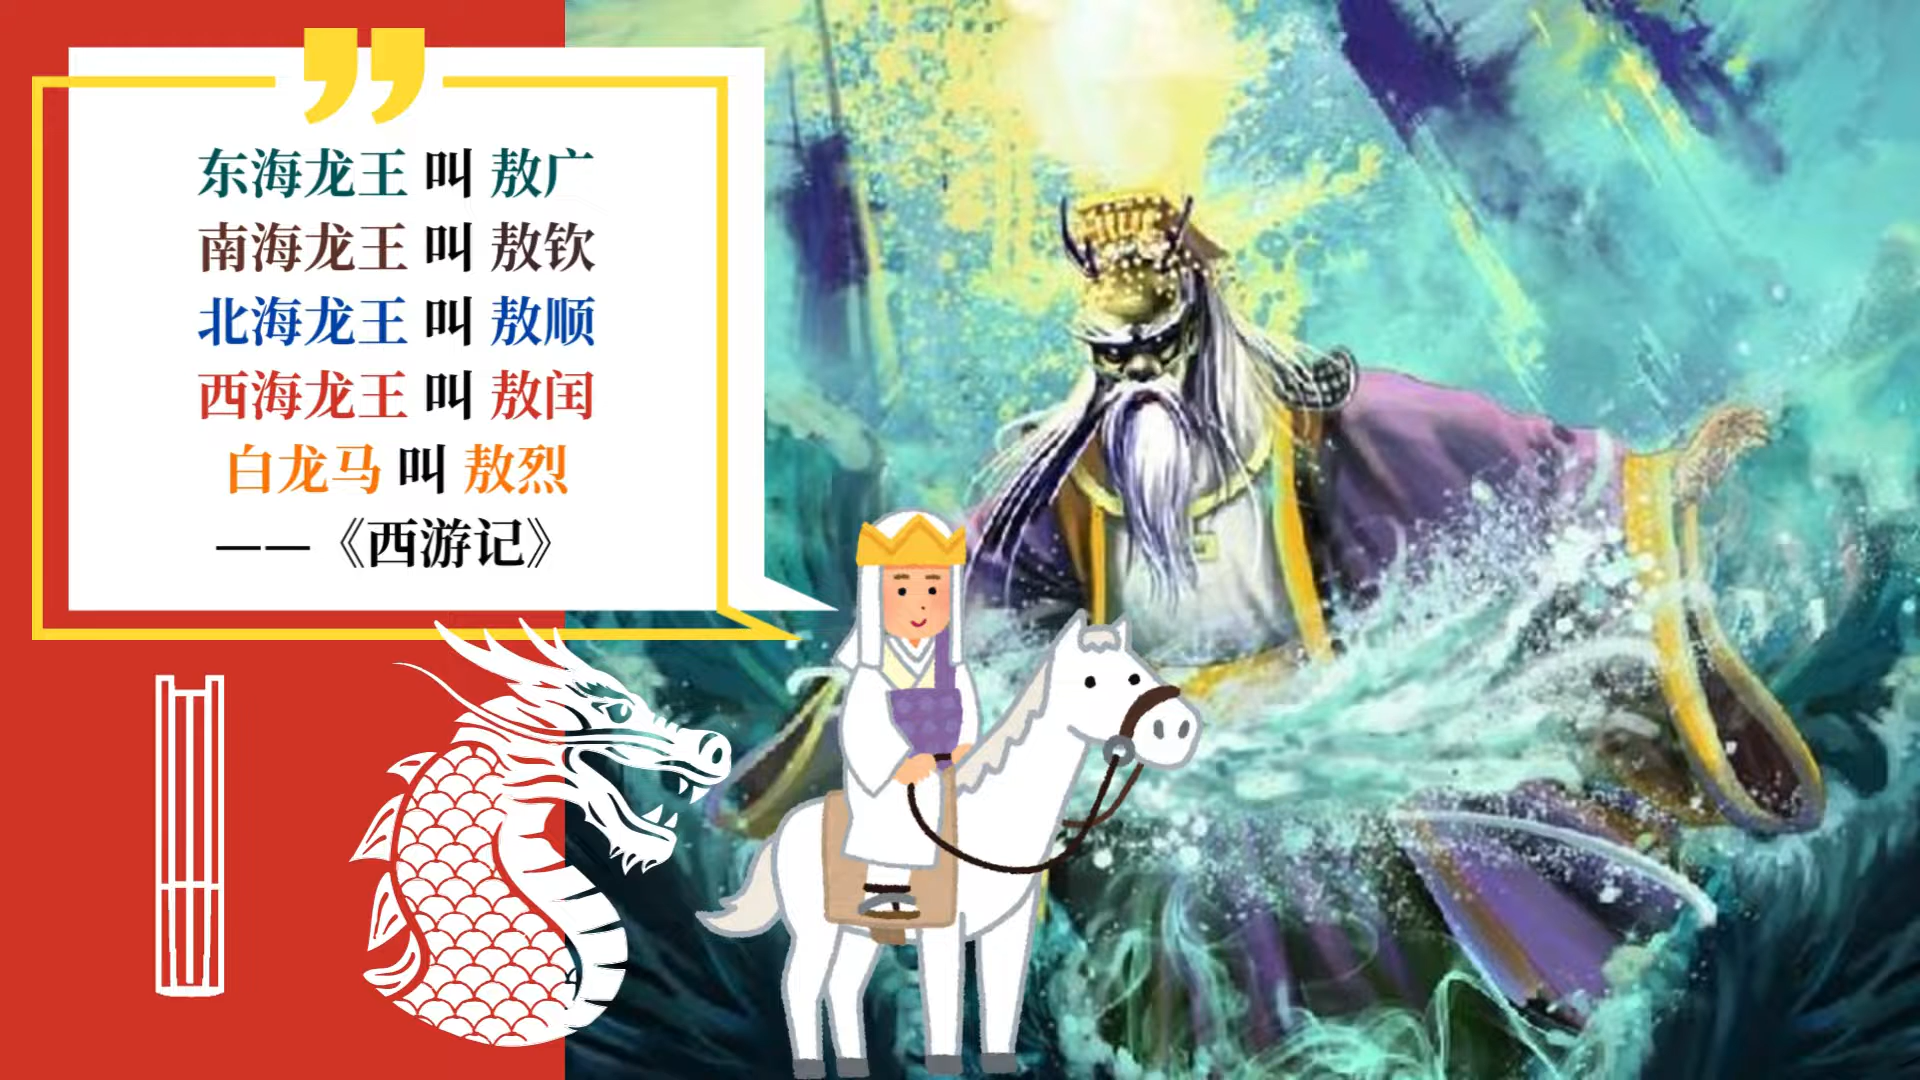 东海龙王 叫 敖广
南海龙王 叫 敖钦
北海龙王 叫 敖顺
西海龙王 叫 敖闰
白龙马 叫 敖烈
——《西游记》